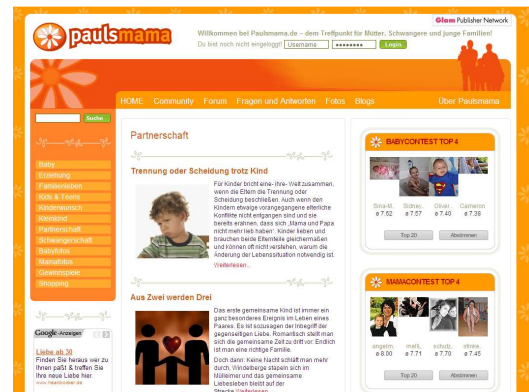 Glam Publisher Network
paulsmama
Willkommen bei Paulsmama.de – dem Treffpunkt für Mütter, Schwangere und junge Familien!
Du bist noch nicht eingeloggt! Username ******** Login
HOME Community Forum Fragen und Antworten Fotos Blogs Über Paulsmama
Suche
Baby
Erziehung
Familienleben
Kids & Teens
Kinderwunsch
Kleinkind
Partnerschaft
Schwangerschaft
Babyfotos
Mamafotos
Gewinnspiele
Shopping
Google-Anzeigen
Liebe ab 30
Finden Sie heraus wer zu
Ihnen paßt & treffen Sie
Ihre neue Liebe hier.
Partnerschaft
Trennung oder Scheidung trotz Kind
Für Kinder bricht eine- ihre- Welt zusammen,
wenn die Eltern die Trennung oder
Scheidung beschließen. Auch wenn den
Kindern etwaige vorangegangene elterliche
Konflikte nicht entgangen sind und sie
bereits erahnen, dass sich „Mama und Papa
nicht mehr lieb haben“. Kinder lieben und
brauchen beide Elternteile gleichermaßen
und können oft nicht verstehen, warum die
Änderung der Lebenssituation notwendig ist.
Weiterlesen...
Aus Zwei werden Drei
Das erste gemeinsame Kind ist immer ein
ganz besonderes Ereignis im Leben eines
Paares. Es ist sozusagen der Inbegriff der
gegenseitigen Liebe. Romantisch stellt man
sich die gemeinsame Zeit zu dritt vor. Endlich
ist man eine richtige Familie.
Doch dann: Keine Nacht schläft man mehr
durch, Windelberge stapeln sich im
Mülleimer und das gemeinsame
Liebesleben bleibt auf der
Strecke. Weiterlesen...
BABYCONTEST TOP 4
Sima-M.. Sidney.. Oliver.. Cameron
ø 7.62 ø 7.57 ø 7.40 ø 7.38
Top 20 Abstimmen
MAMACONTEST TOP 4
angelm.. melli.. schutz.. stinke..
ø 8.00 ø 7.71 ø 7.70 ø 7.45
Top 20 Abstimmen